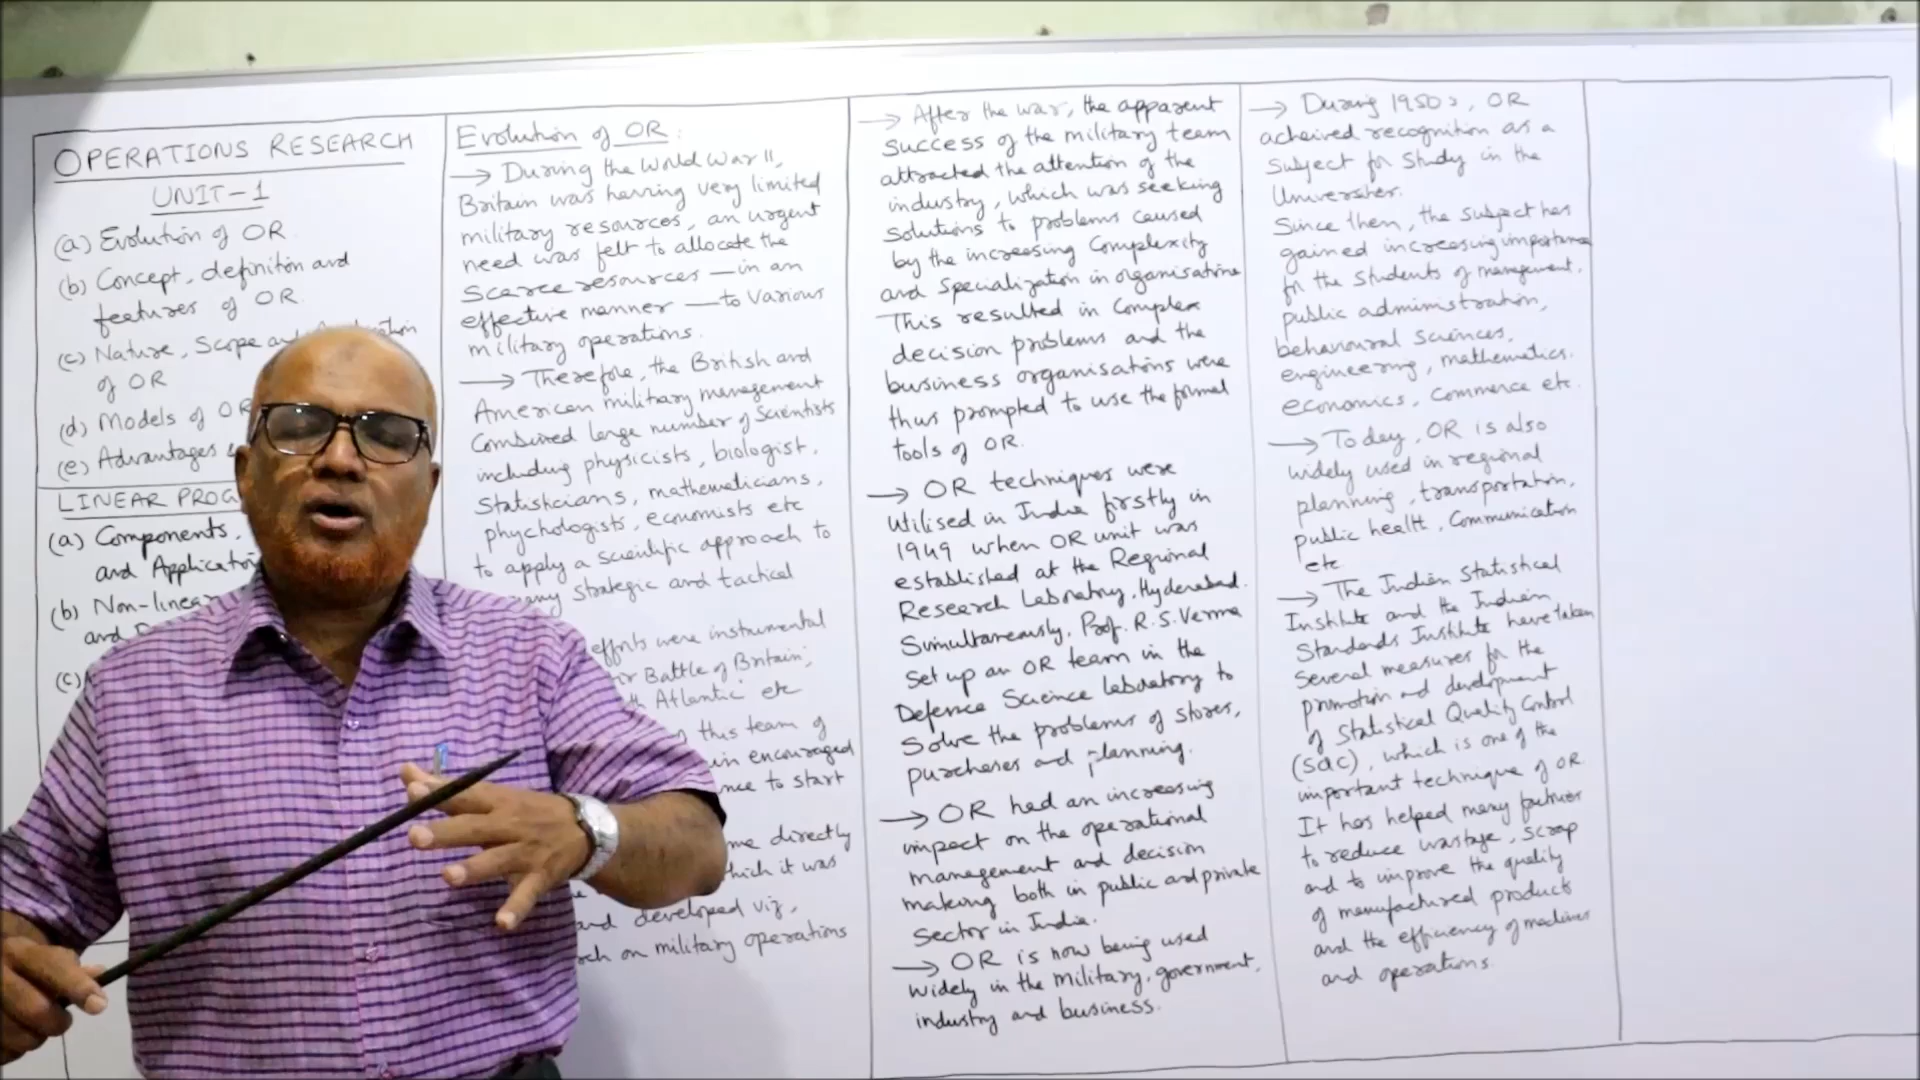 OPERATIONS RESEARCH
UNIT-1
(a) Evolution of OR
(b) Concept, definition and
features of OR.
(c) Nature, Scope
of OR
(d) Models of OR
(e) Advantages
LINEAR PROG
(a) Components,
and Application
(b) Non-linear
and
(c)
Evolution of OR:
→ During the World War II,
Britain was having very limited
military resources, an urgent
need was felt to allocate the
scarce resources — in an
effective manner — to various
military operations.
→ Therefore, the British and
American military management
Combined large number of Scientists
including physicists, biologist,
Statisticians, mathematicians,
phychologists, economists etc
to apply a scientific approach to
many strategic and tactical
efforts were instrumental
Air Battle of Britain,
Atlantic etc
this team of
encouraged
to start
directly
which it was
and developed viz,
on military operations
→ After the war, the apparent
success of the military team
attracted the attention of the
industry, which was seeking
solutions to problems caused
by the increasing Complexity
and Specialization in organisations
This resulted in Complex
decision problems and the
business organisations were
thus prompted to use the formal
tools of OR.
→ OR techniques were
utilised in India firstly in
1949 when OR unit was
established at the Regional
Research Laboratory, Hyderabad.
Simultaneously, Prof. R.S. Verma
set up an OR team in the
Defence Science Laboratory to
Solve the problems of stores,
purchases and planning.
→ OR had an increasing
impact on the operational
management and decision
making both in public and private
sector in India.
→ OR is now being used
widely in the military, government,
industry and business.
→ During 1950s, OR
acheived recognition as a
subject for study in the
Universities.
Since then, the subject has
gained increasing importance
for the students of management,
public administration,
behavioural sciences,
engineering, mathematics,
economics, Commerce etc.
→ Today, OR is also
widely used in regional
planning, transportation,
public health, Communication
etc
→ The Indian Statistical
Institute and the Indian
Standards Institute have taken
several measures for the
promotion and development
of Statistical Quality Control
(SQC), which is one of the
important technique of OR.
It has helped many factories
to reduce wastage, scrap
and to improve the quality
of manufactured products
and the efficiency of machines
and operations.